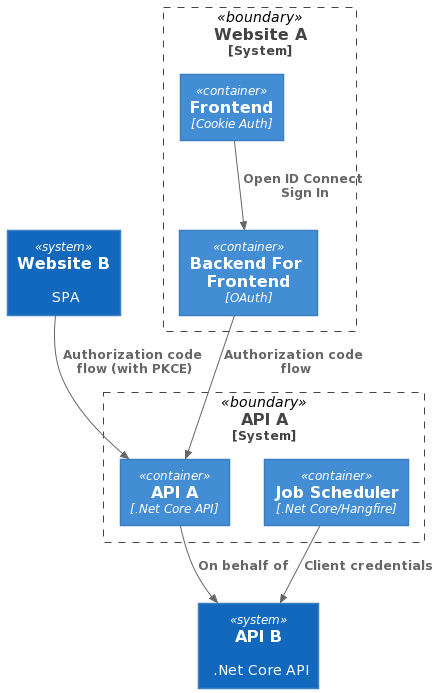 «boundary»
Website A
[System]
«container»
Frontend
[Cookie Auth]
Open ID Connect
Sign In
«system»
Website B
SPA
«container»
Backend For
Frontend
[OAuth]
Authorization code
flow (with PKCE)
Authorization code
flow
«boundary»
API A
[System]
«container»
API A
[.Net Core API]
«container»
Job Scheduler
[.Net Core/Hangfire]
On behalf of
Client credentials
«system»
API B
.Net Core API